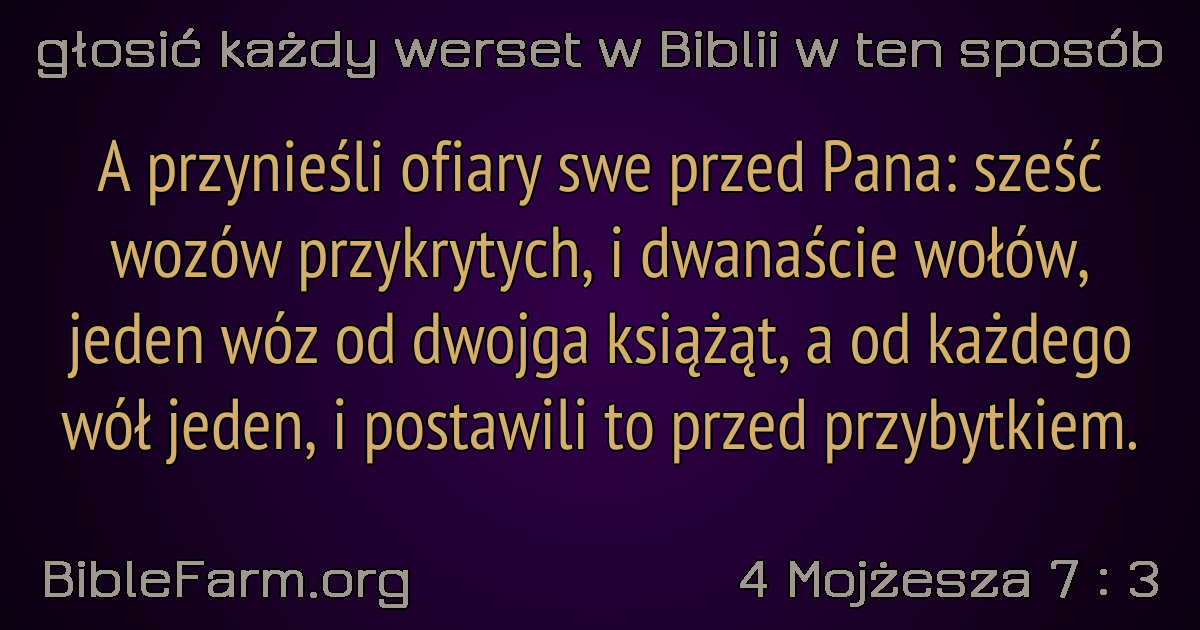 głosić każdy werset w Biblii w ten sposób
A przynieśli ofiary swe przed Pana: sześć
wozów przykrytych, i dwanaście wołów,
jeden wóz od dwojga książąt, a od każdego
wół jeden, i postawili to przed przybytkiem.
BibleFarm.org
4 Mojżesza 7 : 3